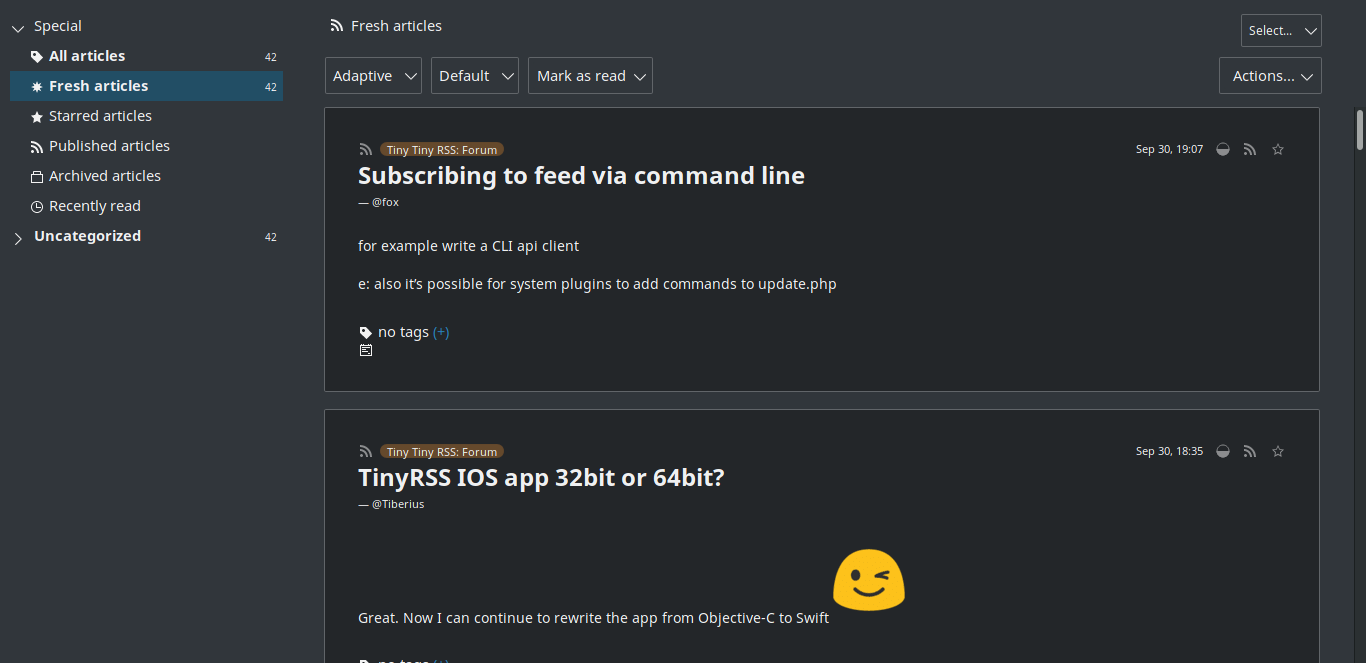 Special
All articles 42
Fresh articles 42
Starred articles
Published articles
Archived articles
Recently read
Uncategorized 42
Fresh articles
Select...
Adaptive Default Mark as read Actions...
Tiny Tiny RSS: Forum Sep 30, 19:07
Subscribing to feed via command line
— @fox
for example write a CLI api client
e: also it’s possible for system plugins to add commands to update.php
no tags (+)
Tiny Tiny RSS: Forum Sep 30, 18:35
TinyRSS IOS app 32bit or 64bit?
— @Tiberius
Great. Now I can continue to rewrite the app from Objective-C to Swift
no tags (+)